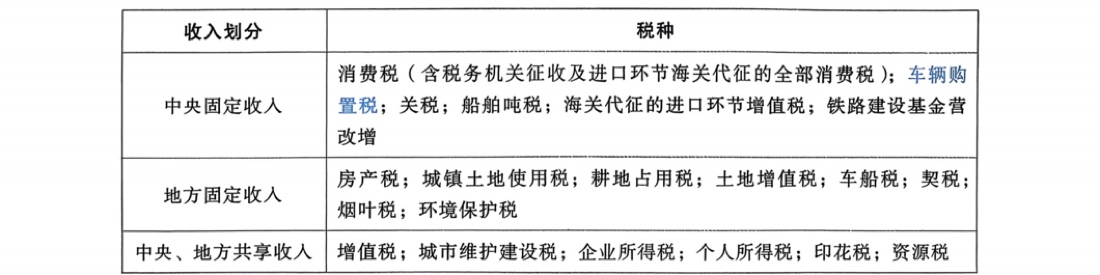 收入划分 税种
中央固定收入
消费税（含税务机关征收及进口环节海关代征的全部消费税）；车辆购
置税；关税；船舶吨税；海关代征的进口环节增值税；铁路建设基金营
改增
地方固定收入
房产税；城镇土地使用税；耕地占用税；土地增值税；车船税；契税；
烟叶税；环境保护税
中央、地方共享收入 增值税；城市维护建设税；企业所得税；个人所得税；印花税；资源税